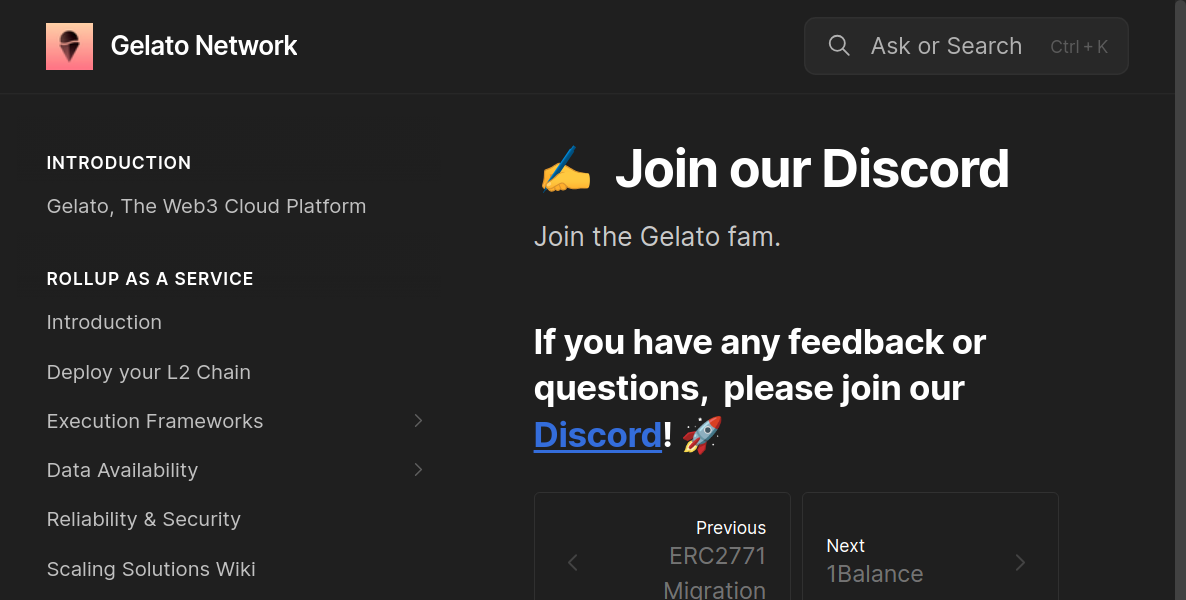 Gelato Network
Ask or Search Ctrl + K
INTRODUCTION
Gelato, The Web3 Cloud Platform
ROLLUP AS A SERVICE
Introduction
Deploy your L2 Chain
Execution Frameworks
Data Availability
Reliability & Security
Scaling Solutions Wiki
✍️ Join our Discord
Join the Gelato fam.
If you have any feedback or
questions, please join our
Discord! 🚀
Previous
ERC2771
Migration
Next
1Balance